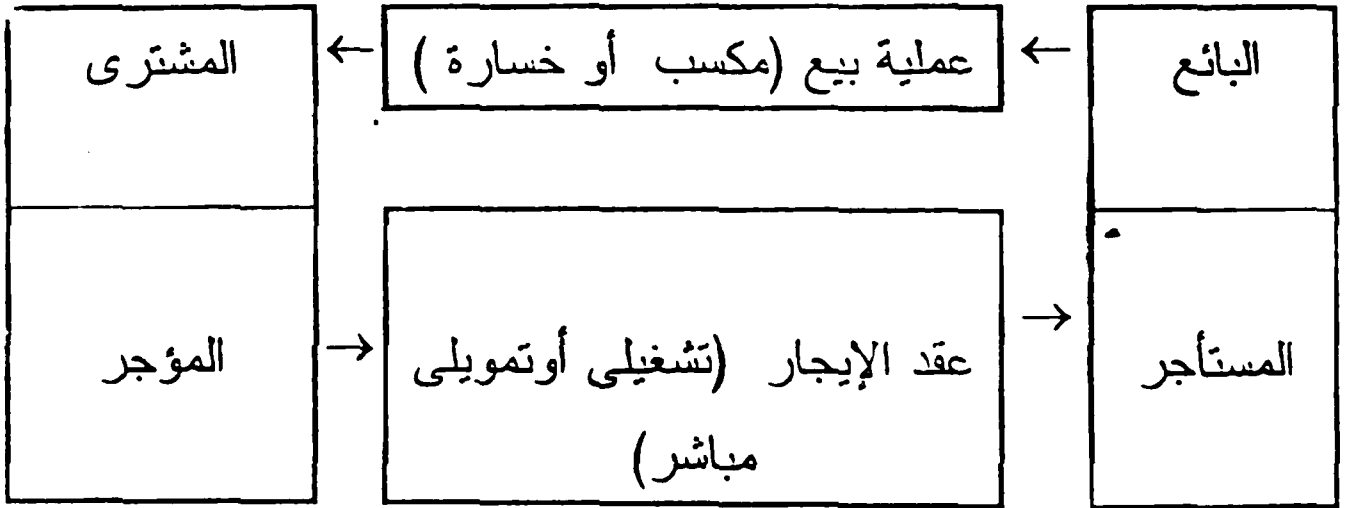 البائع
← عملية بيع (مكسب أو خسارة) ←
المشترى
المستأجر
→ عقد الإيجار (تشغيلى أوتمويلى
مباشر) →
المؤجر